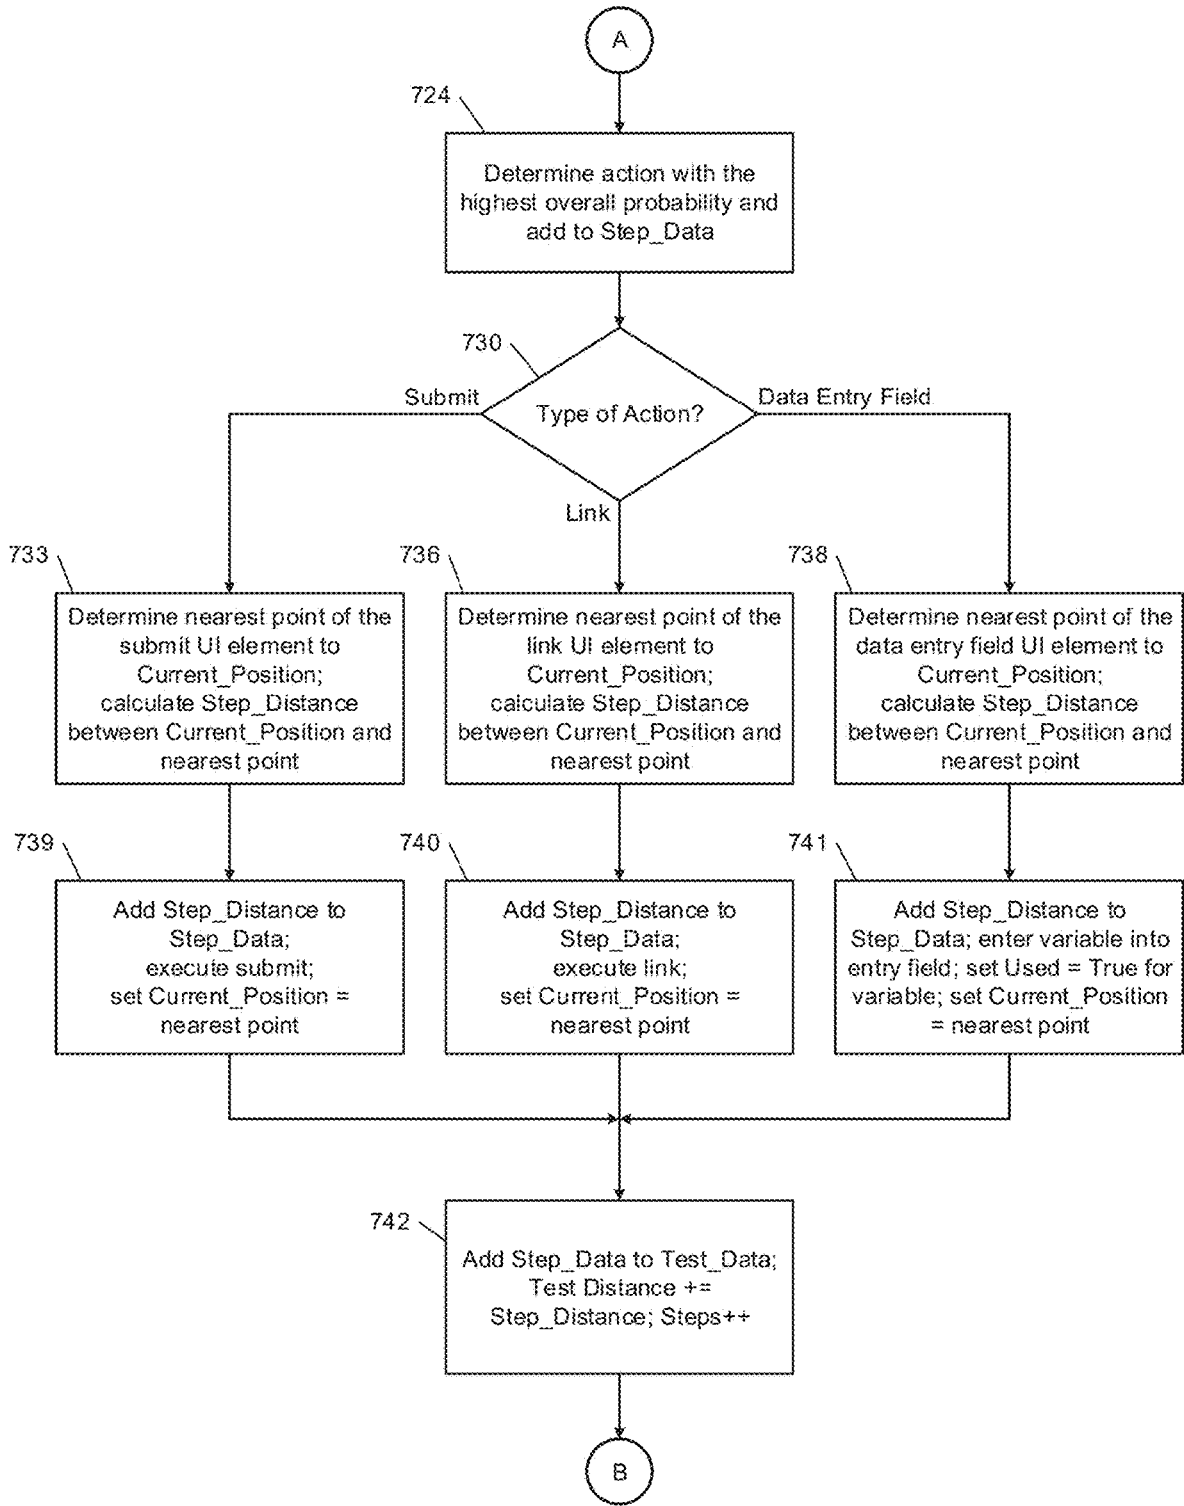 A
724
Determine action with the
highest overall probability and
add to Step_Data
730
Submit
Type of Action?
Data Entry Field
Link
733
Determine nearest point of the
submit UI element to
Current_Position;
calculate Step_Distance
between Current_Position and
nearest point
736
Determine nearest point of the
link UI element to
Current_Position;
calculate Step_Distance
between Current_Position and
nearest point
738
Determine nearest point of the
data entry field UI element to
Current_Position;
calculate Step_Distance
between Current_Position and
nearest point
739
Add Step_Distance to
Step_Data;
execute submit;
set Current_Position =
nearest point
740
Add Step_Distance to
Step_Data;
execute link;
set Current_Position =
nearest point
741
Add Step_Distance to
Step_Data; enter variable into
entry field; set Used = True for
variable; set Current_Position
= nearest point
742
Add Step_Data to Test_Data;
Test Distance +=
Step_Distance; Steps++
B